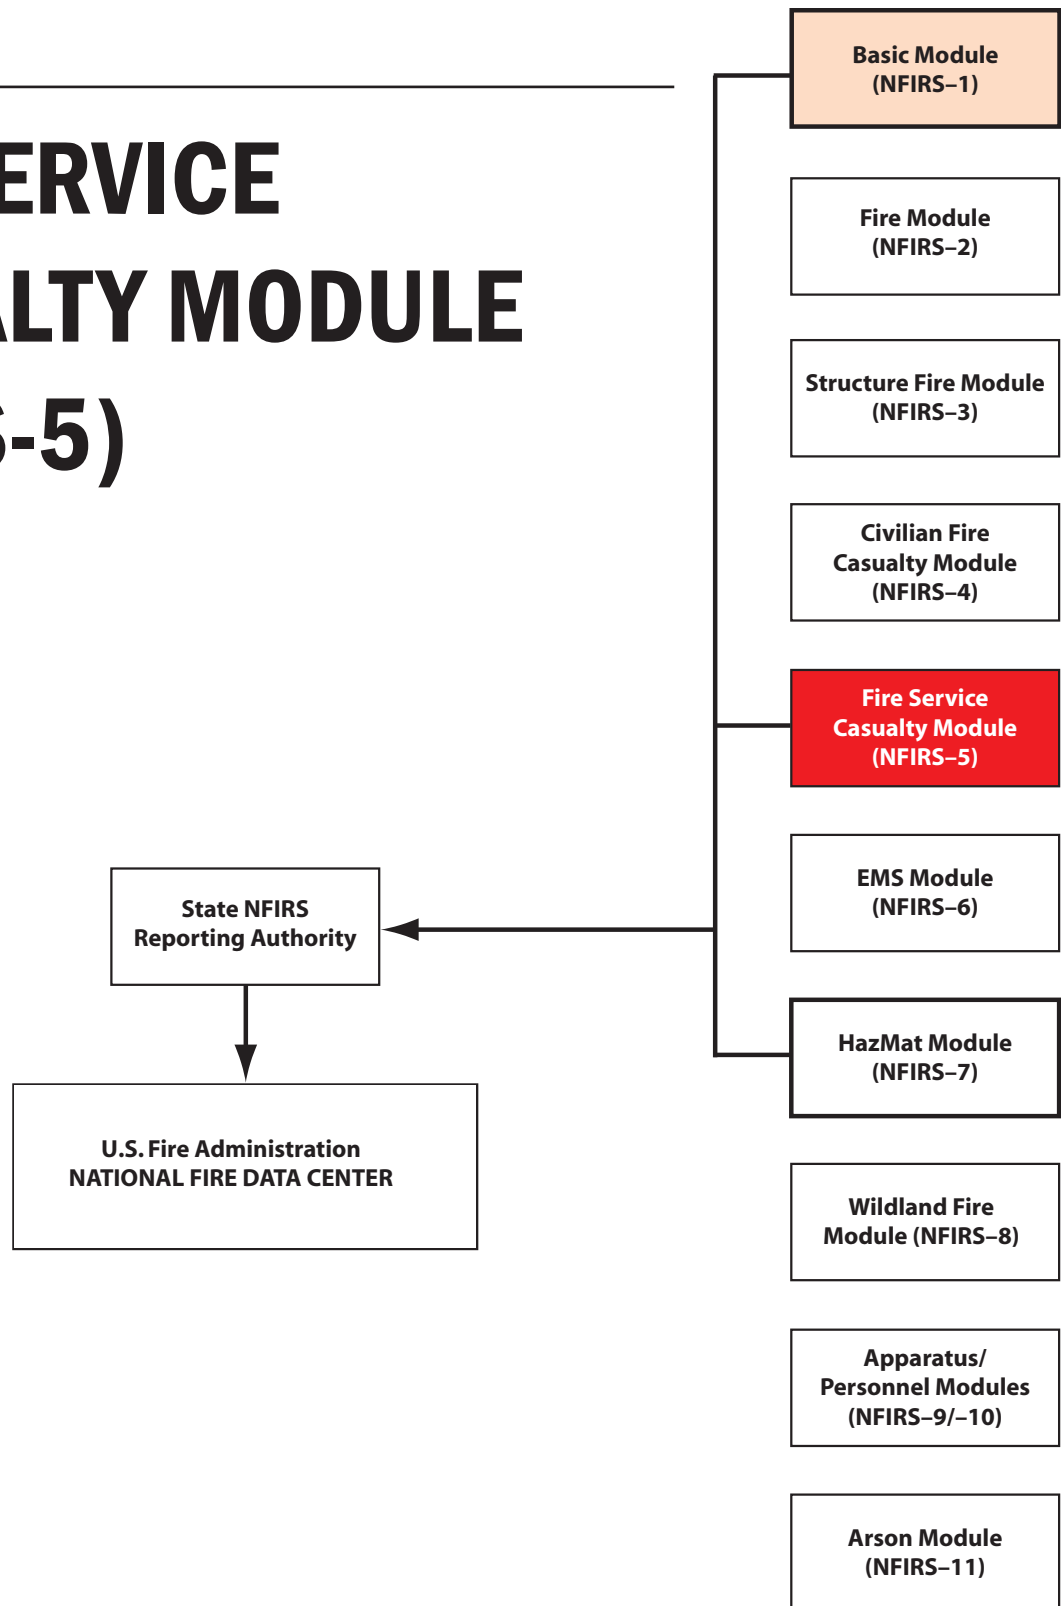 ERVICE
ALTY MODULE
S-5)
Basic Module
(NFIRS–1)
Fire Module
(NFIRS–2)
Structure Fire Module
(NFIRS–3)
Civilian Fire
Casualty Module
(NFIRS–4)
Fire Service
Casualty Module
(NFIRS–5)
EMS Module
(NFIRS–6)
HazMat Module
(NFIRS–7)
Wildland Fire
Module (NFIRS–8)
Apparatus/
Personnel Modules
(NFIRS–9/–10)
Arson Module
(NFIRS–11)
State NFIRS
Reporting Authority
U.S. Fire Administration
NATIONAL FIRE DATA CENTER